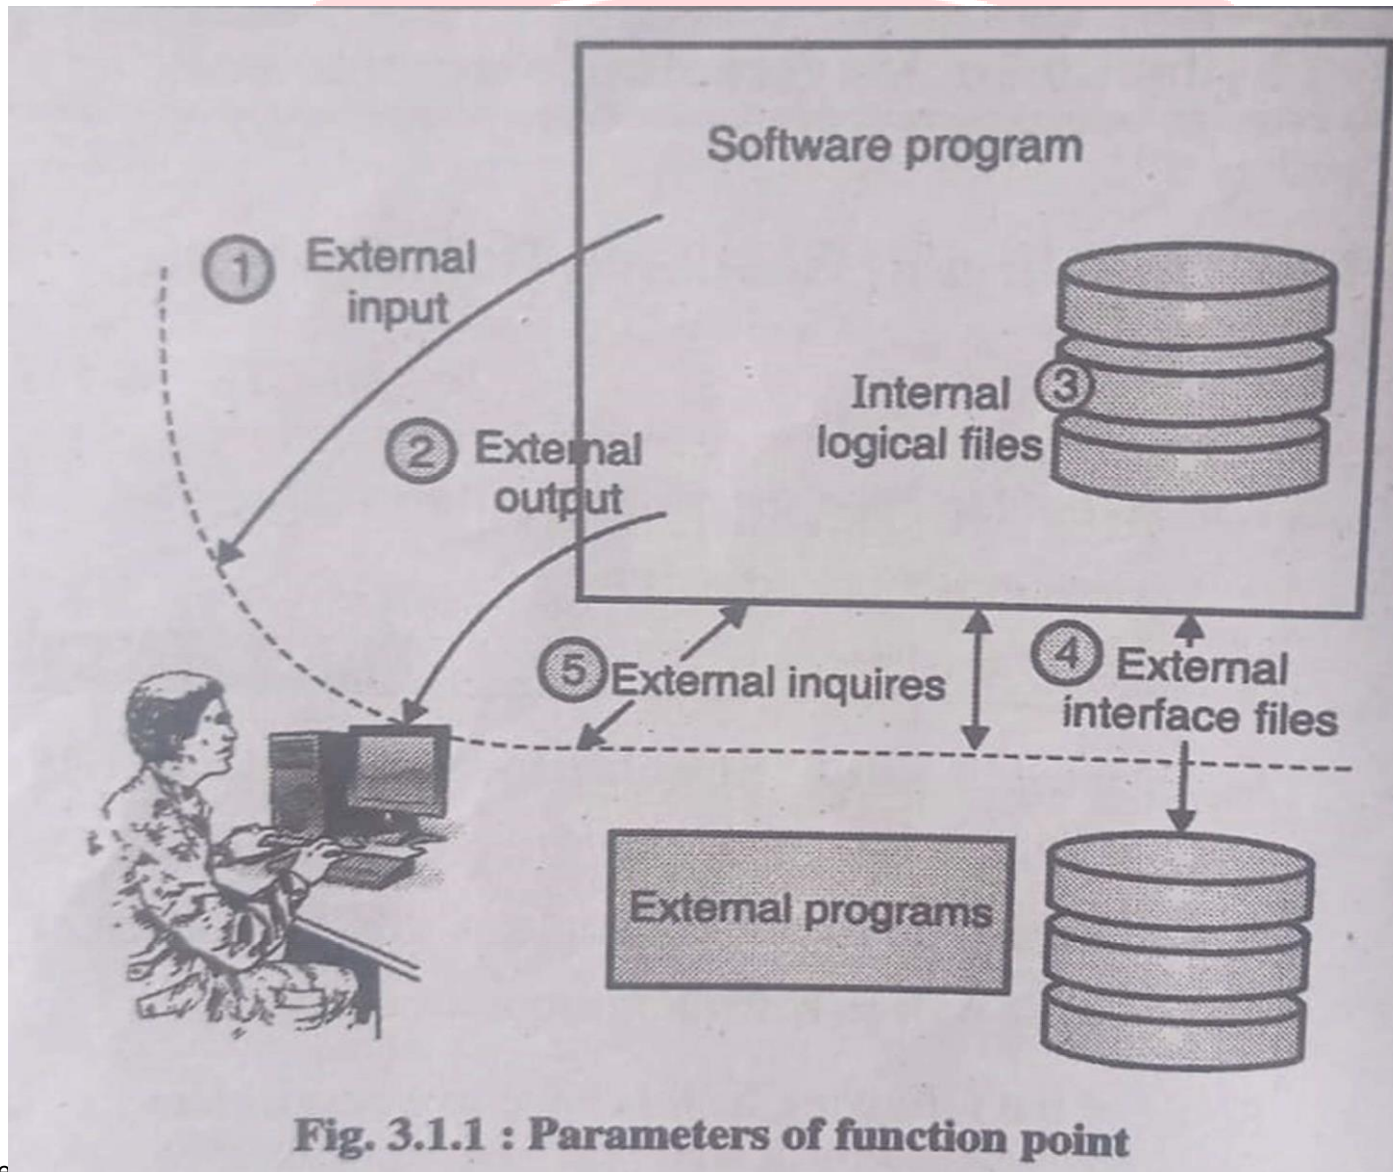 Software program
1 External
input
2 External
output
Internal 3
logical files
5 External inquires
4 External
interface files
External programs
Fig. 3.1.1 : Parameters of function point